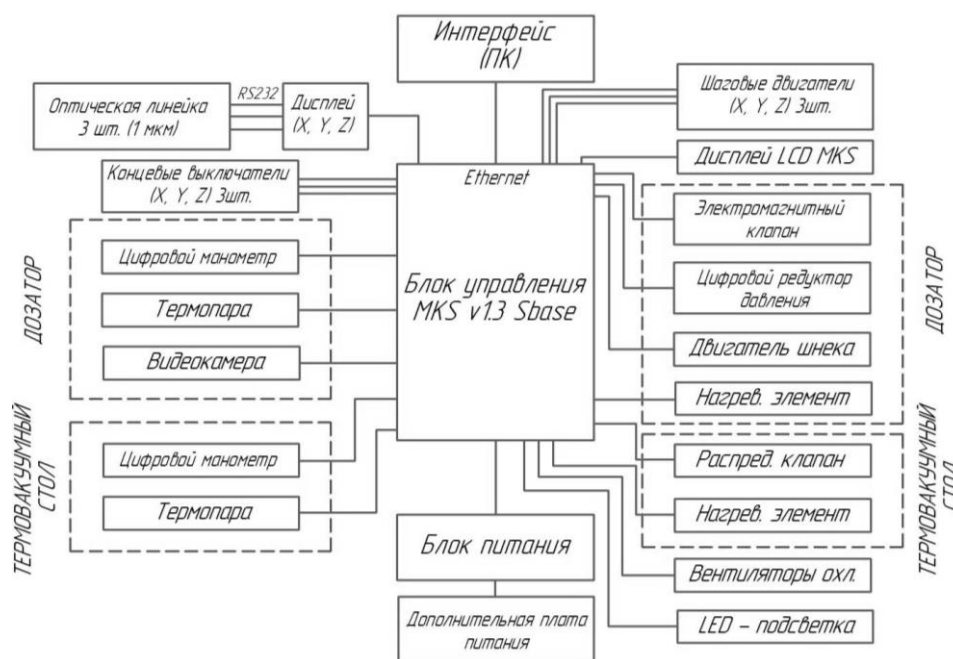 Интерфейс
(ПК)
Оптическая линейка
3 шт. (1 мкм)
RS232
Дисплей
(X, Y, Z)
Шаговые двигатели
(X, Y, Z) 3шт.
Дисплей LCD MKS
Концевые выключатели
(X, Y, Z) 3шт.
Ethernet
Блок управления
MKS v1.3 Sbase
ДОЗАТОР
Цифровой манометр
Термопара
Видеокамера
ТЕРМОВАКУУМНЫЙ
СТОЛ
Цифровой манометр
Термопара
Электромагнитный
клапан
Цифровой редуктор
давления
Двигатель шнека
Нагрев. элемент
ДОЗАТОР
Распред. клапан
Нагрев. элемент
ТЕРМОВАКУУМНЫЙ
СТОЛ
Вентиляторы охл.
LED – подсветка
Блок питания
Дополнительная плата
питания